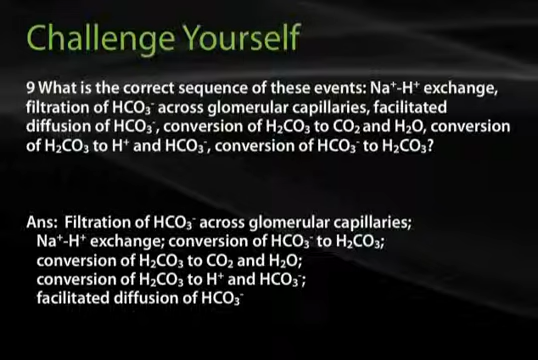 Challenge Yourself
9 What is the correct sequence of these events: Na⁺-H⁺ exchange,
filtration of HCO₃⁻ across glomerular capillaries, facilitated
diffusion of HCO₃⁻, conversion of H₂CO₃ to CO₂ and H₂O, conversion
of H₂CO₃ to H⁺ and HCO₃⁻, conversion of HCO₃⁻ to H₂CO₃?
Ans: Filtration of HCO₃⁻ across glomerular capillaries;
Na⁺-H⁺ exchange; conversion of HCO₃⁻ to H₂CO₃;
conversion of H₂CO₃ to CO₂ and H₂O;
conversion of H₂CO₃ to H⁺ and HCO₃⁻;
facilitated diffusion of HCO₃⁻